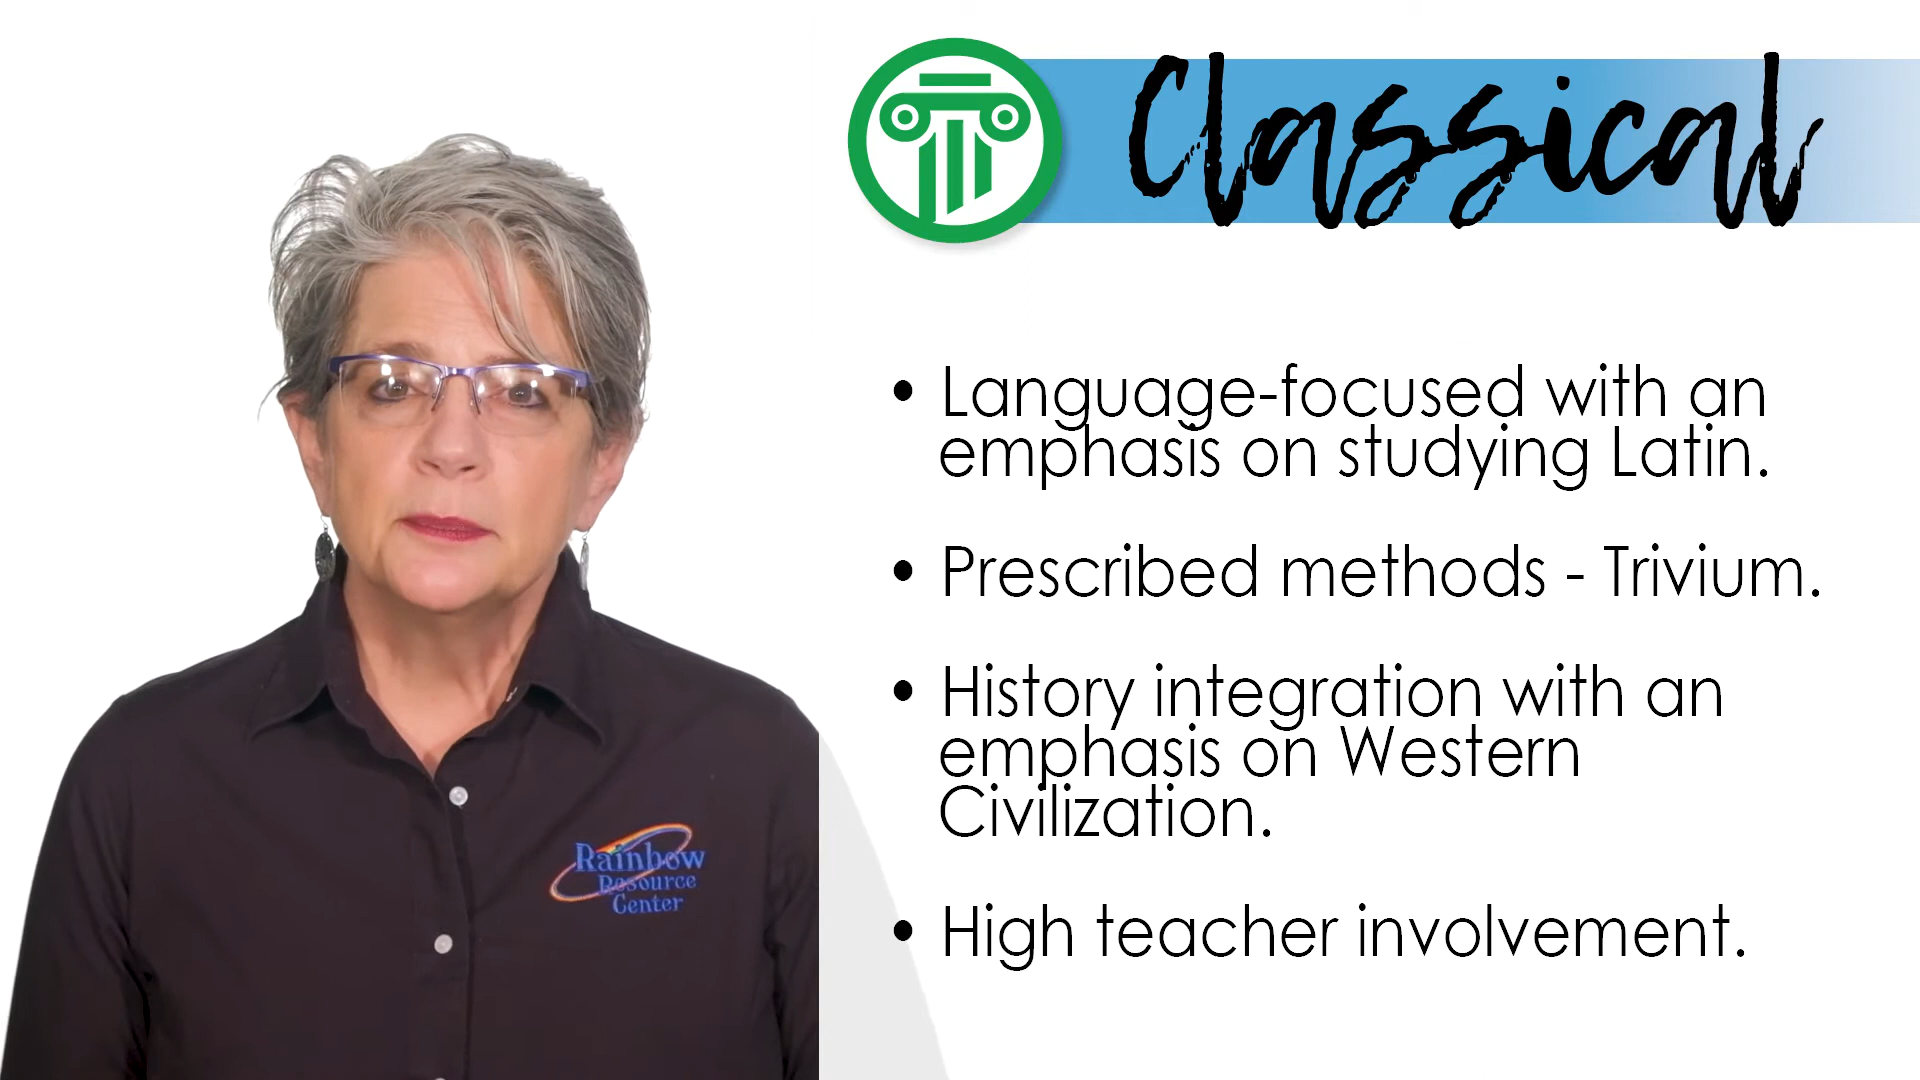 Classical
• Language-focused with an
emphasis on studying Latin.
• Prescribed methods - Trivium.
• History integration with an
emphasis on Western
Civilization.
• High teacher involvement.
Rainbow
Resource
Center